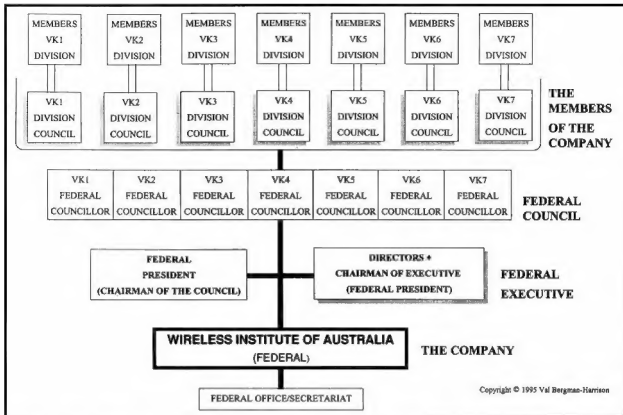 MEMBERS VK1 DIVISION
MEMBERS VK2 DIVISION
MEMBERS VK3 DIVISION
MEMBERS VK4 DIVISION
MEMBERS VK5 DIVISION
MEMBERS VK6 DIVISION
MEMBERS VK7 DIVISION
VK1 DIVISION COUNCIL
VK2 DIVISION COUNCIL
VK3 DIVISION COUNCIL
VK4 DIVISION COUNCIL
VK5 DIVISION COUNCIL
VK6 DIVISION COUNCIL
VK7 DIVISION COUNCIL
THE
MEMBERS
OF THE
COMPANY
VK1 FEDERAL COUNCILLOR
VK2 FEDERAL COUNCILLOR
VK3 FEDERAL COUNCILLOR
VK4 FEDERAL COUNCILLOR
VK5 FEDERAL COUNCILLOR
VK6 FEDERAL COUNCILLOR
VK7 FEDERAL COUNCILLOR
FEDERAL
COUNCIL
FEDERAL
PRESIDENT
(CHAIRMAN OF THE COUNCIL)
DIRECTORS +
CHAIRMAN OF EXECUTIVE
(FEDERAL PRESIDENT)
FEDERAL
EXECUTIVE
WIRELESS INSTITUTE OF AUSTRALIA
(FEDERAL)
THE COMPANY
FEDERAL OFFICE/SECRETARIAT
Copyright © 1995 Val Bergman-Harrison